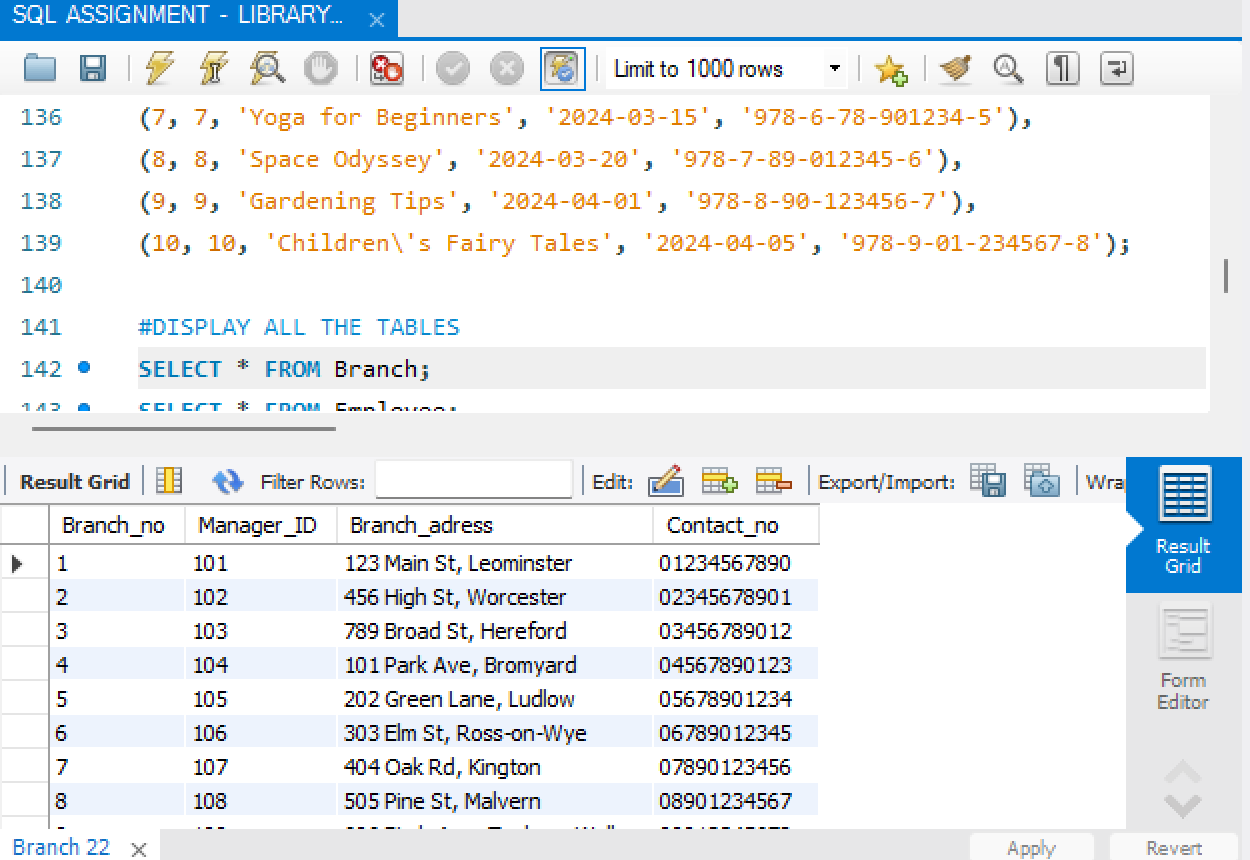 SQL ASSIGNMENT - LIBRARY...
Limit to 1000 rows
136 (7, 7, 'Yoga for Beginners', '2024-03-15', '978-6-78-901234-5'),
137 (8, 8, 'Space Odyssey', '2024-03-20', '978-7-89-012345-6'),
138 (9, 9, 'Gardening Tips', '2024-04-01', '978-8-90-123456-7'),
139 (10, 10, 'Children\'s Fairy Tales', '2024-04-05', '978-9-01-234567-8');
140
141 #DISPLAY ALL THE TABLES
142 SELECT * FROM Branch;
143 SELECT * FROM Employee;
Result Grid Filter Rows: Edit: Export/Import: Wrap
Branch_no Manager_ID Branch_adress Contact_no
1 101 123 Main St, Leominster 01234567890
2 102 456 High St, Worcester 02345678901
3 103 789 Broad St, Hereford 03456789012
4 104 101 Park Ave, Bromyard 04567890123
5 105 202 Green Lane, Ludlow 05678901234
6 106 303 Elm St, Ross-on-Wye 06789012345
7 107 404 Oak Rd, Kington 07890123456
8 108 505 Pine St, Malvern 08901234567
Result
Grid
Form
Editor
Branch 22
Apply Revert